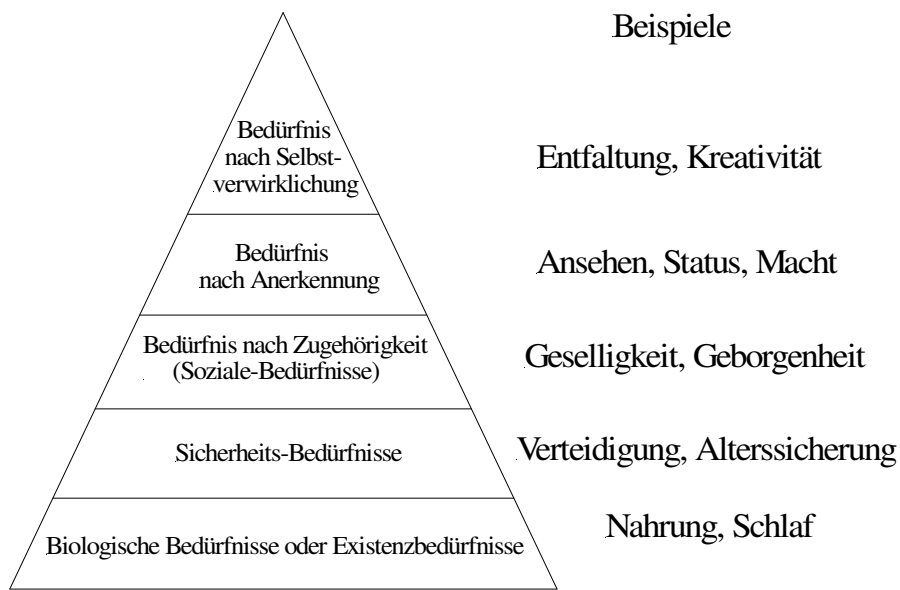 Beispiele
Bedürfnis
nach Selbst-
verwirklichung
Entfaltung, Kreativität
Bedürfnis
nach Anerkennung
Ansehen, Status, Macht
Bedürfnis nach Zugehörigkeit
(Soziale-Bedürfnisse)
Geselligkeit, Geborgenheit
Sicherheits-Bedürfnisse
Verteidigung, Alterssicherung
Biologische Bedürfnisse oder Existenzbedürfnisse
Nahrung, Schlaf